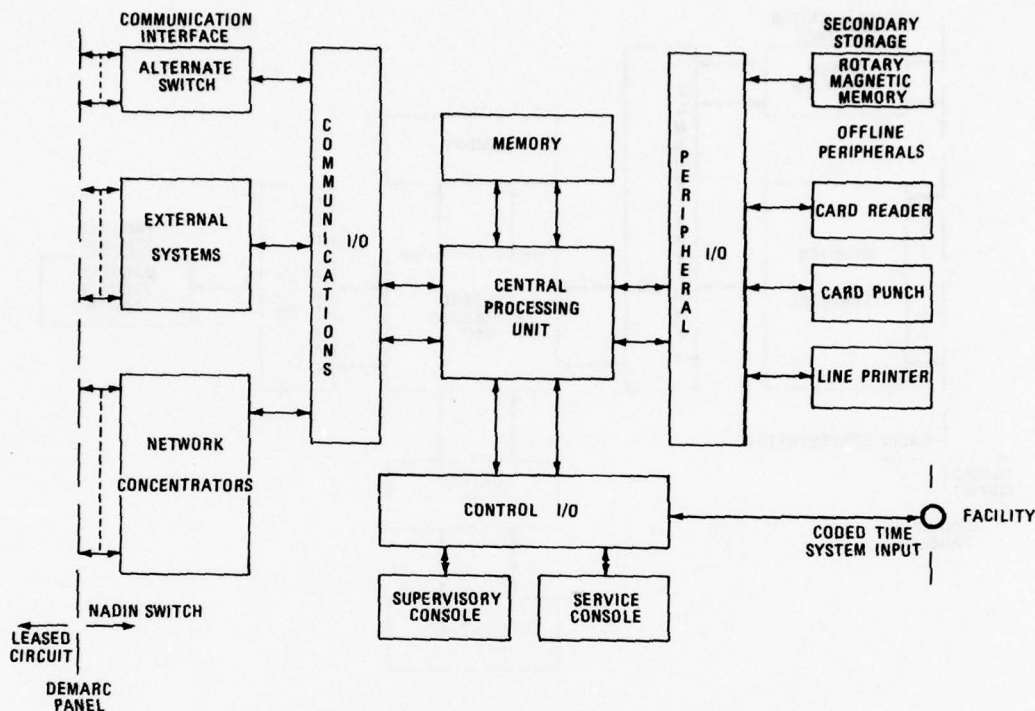 COMMUNICATION
INTERFACE
ALTERNATE
SWITCH
EXTERNAL
SYSTEMS
NETWORK
CONCENTRATORS
NADIN SWITCH
LEASED
CIRCUIT
DEMARC
PANEL
COMMUNICATIONS
I/O
MEMORY
CENTRAL
PROCESSING
UNIT
CONTROL I/O
SUPERVISORY
CONSOLE
SERVICE
CONSOLE
PERIPHERAL
I/O
SECONDARY
STORAGE
ROTARY
MAGNETIC
MEMORY
OFFLINE
PERIPHERALS
CARD READER
CARD PUNCH
LINE PRINTER
FACILITY
CODED TIME
SYSTEM INPUT